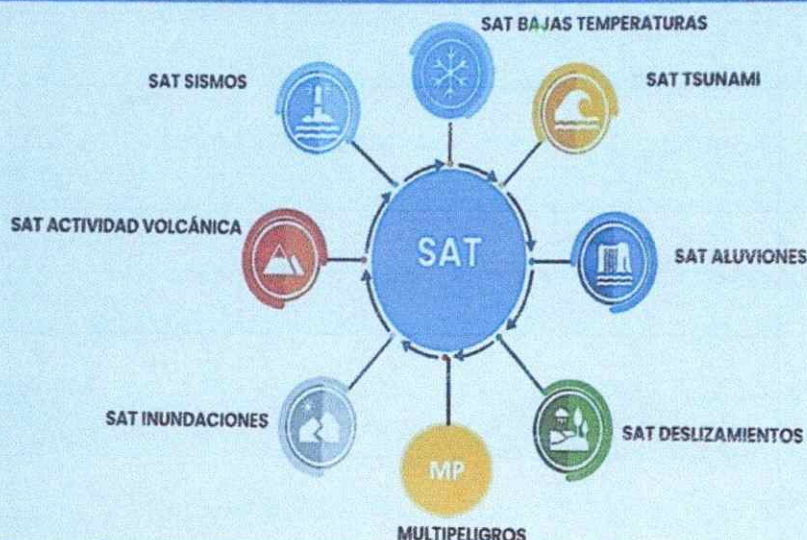 SAT BAJAS TEMPERATURAS
SAT SISMOS
SAT TSUNAMI
SAT ACTIVIDAD VOLCÁNICA
SAT
SAT ALUVIONES
SAT INUNDACIONES
SAT DESLIZAMIENTOS
MP
MULTIPELIGROS